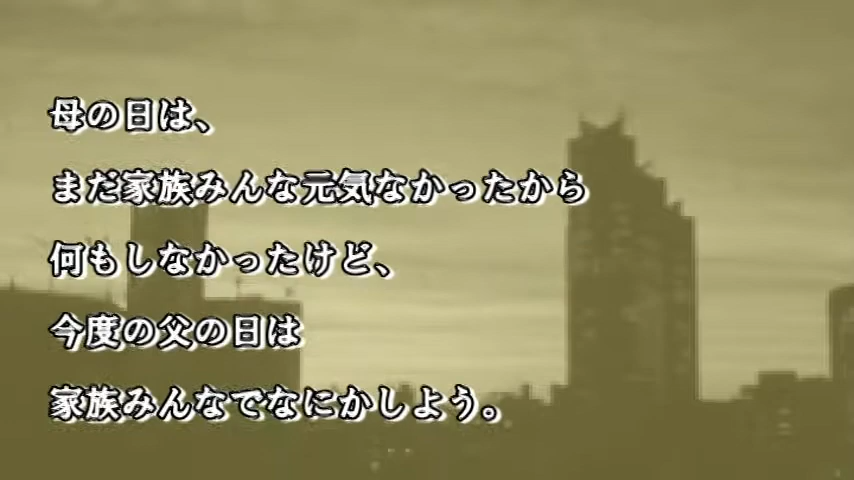 母の日は、
まだ家族みんな元気なかったから
何もしなかったけど、
今度の父の日は
家族みんなでなにかしよう。